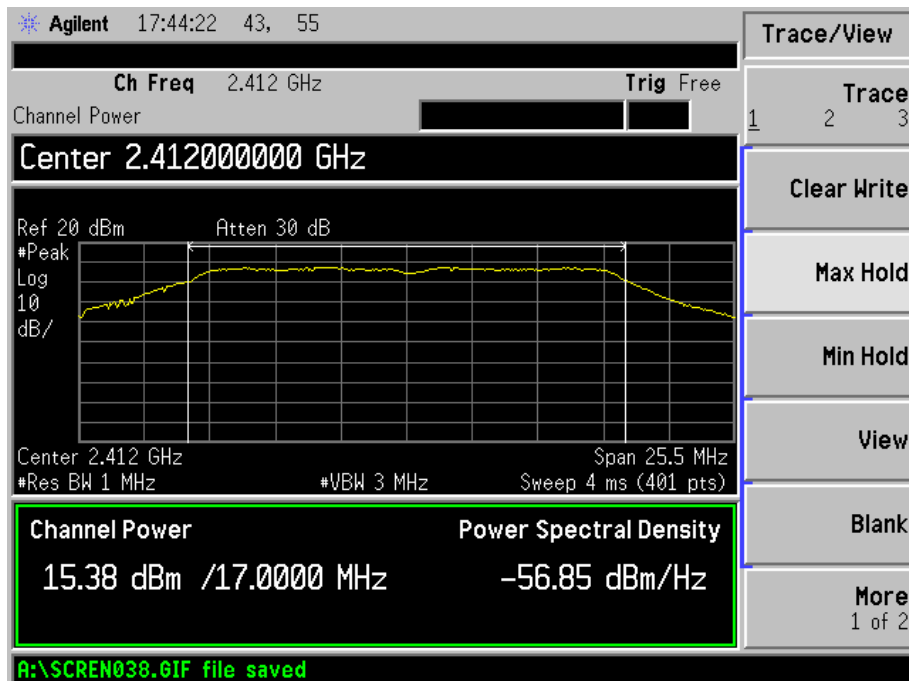 Agilent 17:44:22 43, 55
Trace/View
Ch Freq 2.412 GHz Trig Free
Channel Power
Trace
1 2 3
Center 2.412000000 GHz
Clear Write
Ref 20 dBm Atten 30 dB
#Peak
Log
10
dB/
Max Hold
Min Hold
View
Center 2.412 GHz Span 25.5 MHz
#Res BW 1 MHz #VBW 3 MHz Sweep 4 ms (401 pts)
Channel Power Power Spectral Density
15.38 dBm /17.0000 MHz -56.85 dBm/Hz
Blank
More
1 of 2
A:\SCREN038.GIF file saved